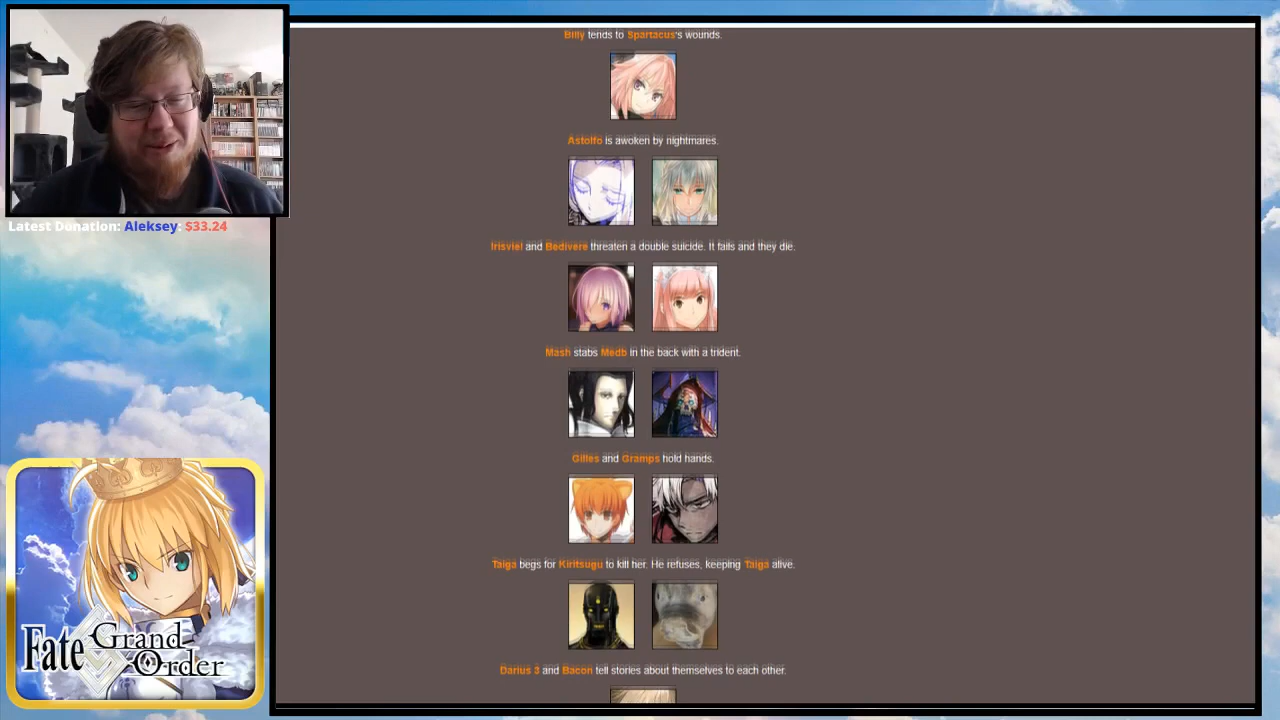 Billy tends to Spartacus's wounds.
Astolfo is awoken by nightmares.
Irisviel and Bedivere threaten a double suicide. It fails and they die.
Mash stabs Medb in the back with a trident.
Gilles and Gramps hold hands.
Taiga begs for Kiritsugu to kill her. He refuses, keeping Taiga alive.
Darius 3 and Bacon tell stories about themselves to each other.
Latest Donation: Aleksey: $33.24
Fate
Grand
Order